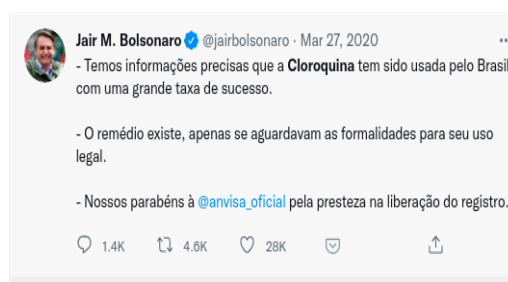 Jair M. Bolsonaro @jairbolsonaro · Mar 27, 2020
- Temos informações precisas que a Cloroquina tem sido usada pelo Brasil
com uma grande taxa de sucesso.
- O remédio existe, apenas se aguardavam as formalidades para seu uso
legal.
- Nossos parabéns à @anvisa_oficial pela presteza na liberação do registro.
1.4K 4.6K 28K